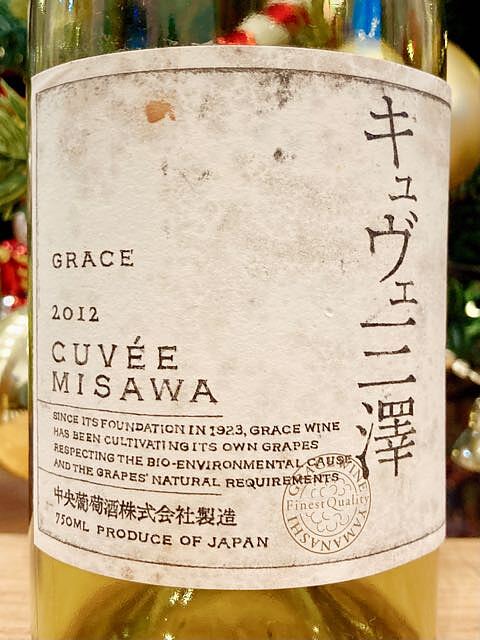 キュヴェ三澤
GRACE
2012
CUVÉE
MISAWA
SINCE ITS FOUNDATION IN 1923, GRACE WINE
HAS BEEN CULTIVATING ITS OWN GRAPES
RESPECTING THE BIO-ENVIRONMENTAL CAUSE
AND THE GRAPES' NATURAL REQUIREMENTS
中央葡萄酒株式会社製造
750ML PRODUCE OF JAPAN
GRACE WINE
Finest Quality
YAMANASHI